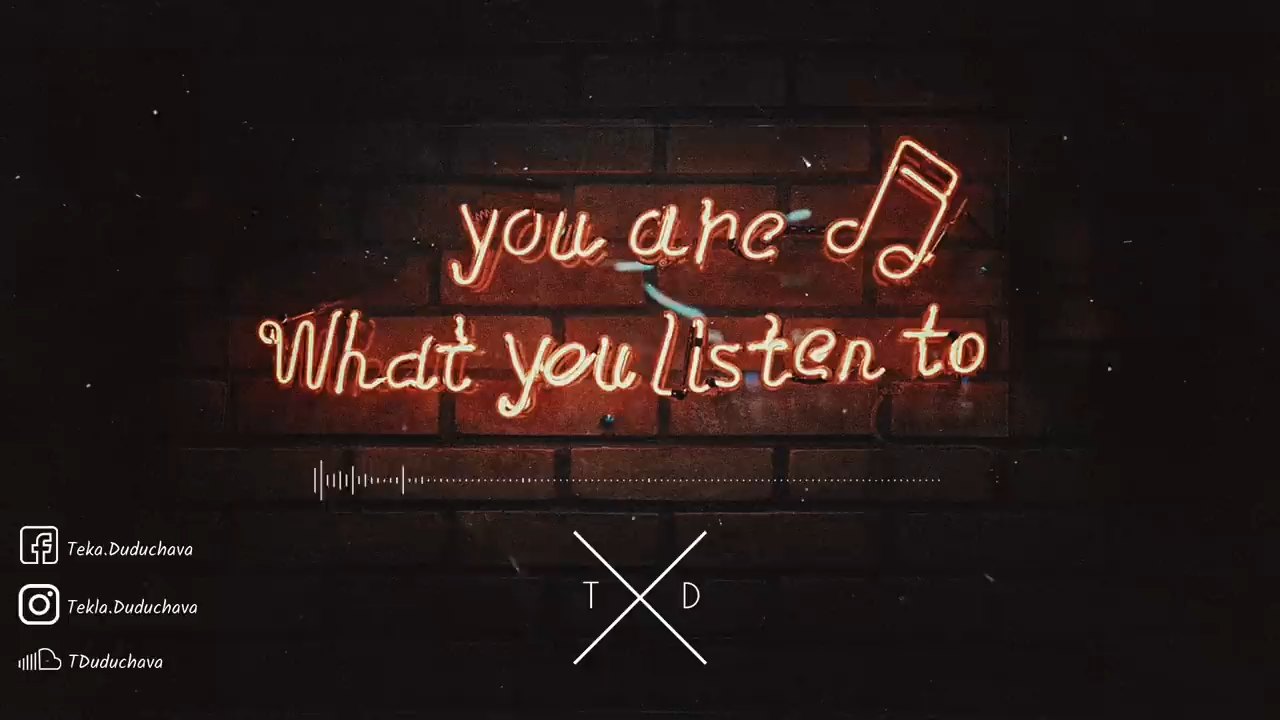 you are
What you listen to
Teka.Duduchava
Tekla.Duduchava
TDuduchava
T D